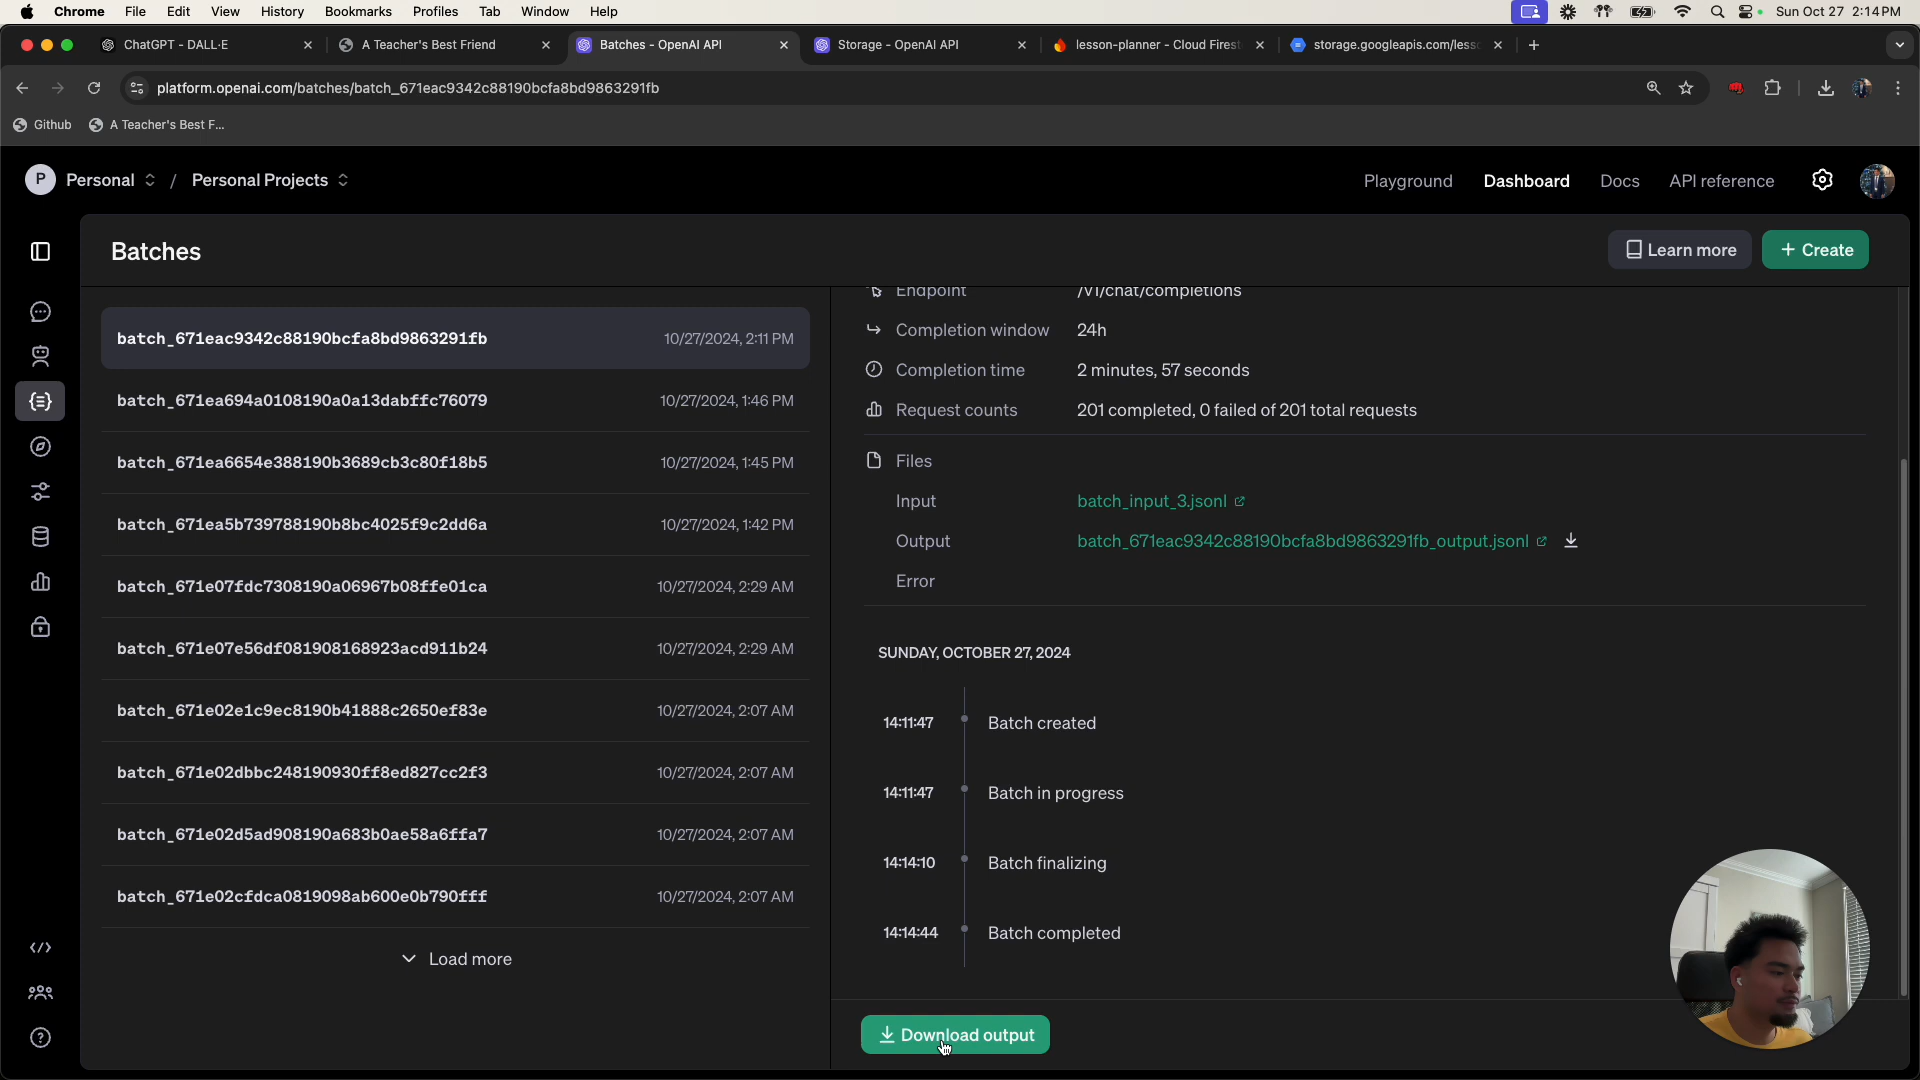 Chrome File Edit View History Bookmarks Profiles Tab Window Help Sun Oct 27 2:14 PM
ChatGPT - DALL·E
A Teacher's Best Friend
Batches - OpenAI API
Storage - OpenAI API
lesson-planner - Cloud Firest
storage.googleapis.com/less
platform.openai.com/batches/batch_671eac9342c88190bcfa8bd9863291fb
Github
A Teacher's Best F...
P Personal / Personal Projects
Playground Dashboard Docs API reference
Batches
Learn more
+ Create
batch_671eac9342c88190bcfa8bd9863291fb 10/27/2024, 2:11 PM
batch_671ea694a0108190a0a13dabffc76079 10/27/2024, 1:46 PM
batch_671ea6654e388190b3689cb3c80f18b5 10/27/2024, 1:45 PM
batch_671ea5b739788190b8bc4025f9c2dd6a 10/27/2024, 1:42 PM
batch_671e07fdc7308190a06967b08ffe01ca 10/27/2024, 2:29 AM
batch_671e07e56df081908168923acd911b24 10/27/2024, 2:29 AM
batch_671e02e1c9ec8190b41888c2650ef83e 10/27/2024, 2:07 AM
batch_671e02dbbc248190930ff8ed827cc2f3 10/27/2024, 2:07 AM
batch_671e02d5ad908190a683b0ae58a6ffa7 10/27/2024, 2:07 AM
batch_671e02cfdca0819098ab600e0b790fff 10/27/2024, 2:07 AM
Load more
Endpoint /v1/chat/completions
Completion window 24h
Completion time 2 minutes, 57 seconds
Request counts 201 completed, 0 failed of 201 total requests
Files
Input batch_input_3.jsonl
Output batch_671eac9342c88190bcfa8bd9863291fb_output.jsonl
Error
SUNDAY, OCTOBER 27, 2024
14:11:47 Batch created
14:11:47 Batch in progress
14:14:10 Batch finalizing
14:14:44 Batch completed
Download output